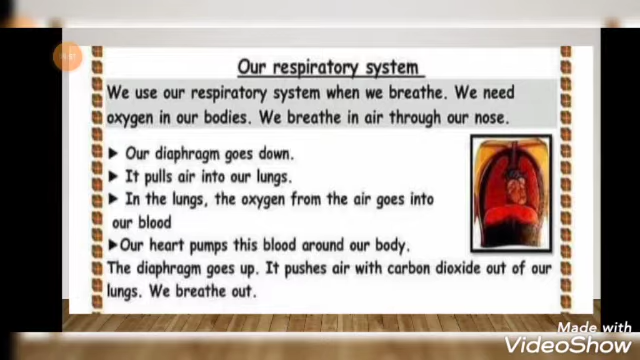 Our respiratory system
We use our respiratory system when we breathe. We need
oxygen in our bodies. We breathe in air through our nose.
▶ Our diaphragm goes down.
▶ It pulls air into our lungs.
▶ In the lungs, the oxygen from the air goes into
our blood
▶Our heart pumps this blood around our body.
The diaphragm goes up. It pushes air with carbon dioxide out of our
lungs. We breathe out.
Made with
VideoShow